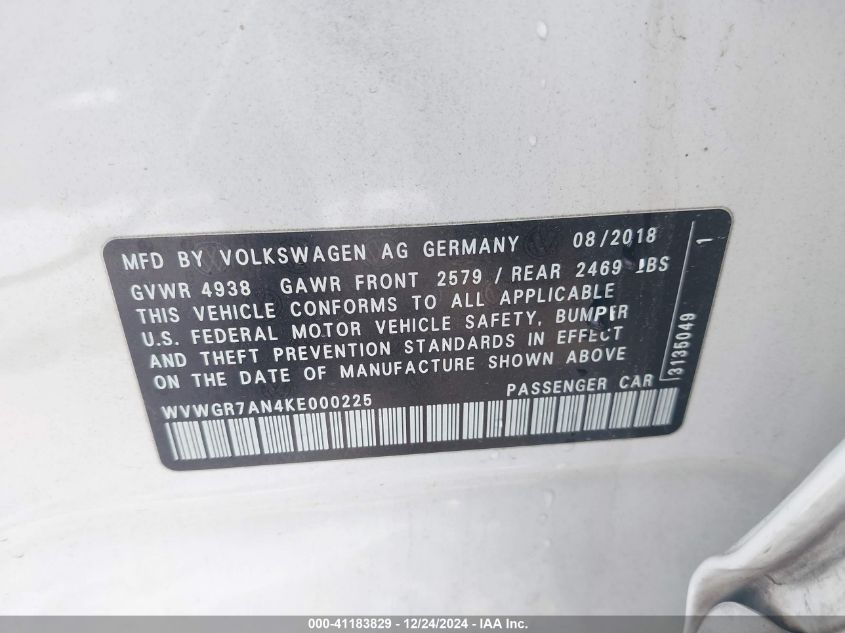 MFD BY VOLKSWAGEN AG GERMANY 08/2018
GVWR 4938 GAWR FRONT 2579 / REAR 2469 LBS
THIS VEHICLE CONFORMS TO ALL APPLICABLE
U.S. FEDERAL MOTOR VEHICLE SAFETY, BUMPER
AND THEFT PREVENTION STANDARDS IN EFFECT
ON THE DATE OF MANUFACTURE SHOWN ABOVE
PASSENGER CAR
WVWGR7AN4KE000225
3135049 1
000-41183829 - 12/24/2024 - IAA Inc.